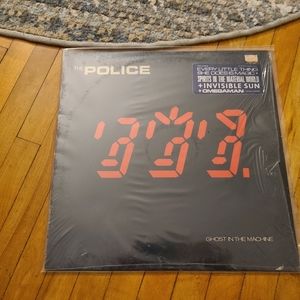 THE POLICE
EVERY LITTLE THING
SHE DOES IS MAGIC •
SPIRITS IN THE MATERIAL WORLD
+ INVISIBLE SUN
+ OMEGAMAN
GHOST IN THE MACHINE